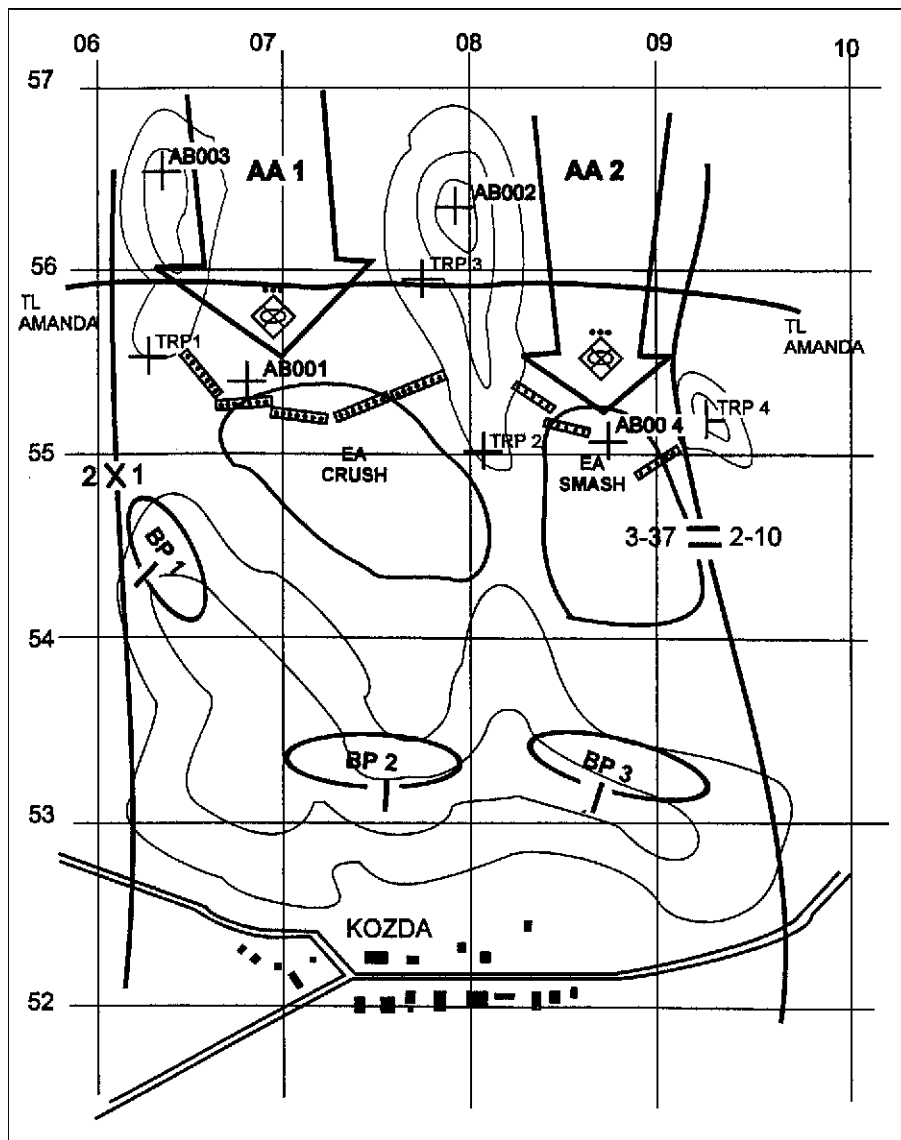 06 07 08 09 10
57
AB003
AA 1
AB002
AA 2
56
TRP 3
TL
AMANDA
TL
AMANDA
TRP1
AB001
TRP 4
AB00 4
TRP 2
55
EA
CRUSH
EA
SMASH
2 X 1
3-37
2-10
BP 1
54
BP 2
BP 3
53
KOZDA
52